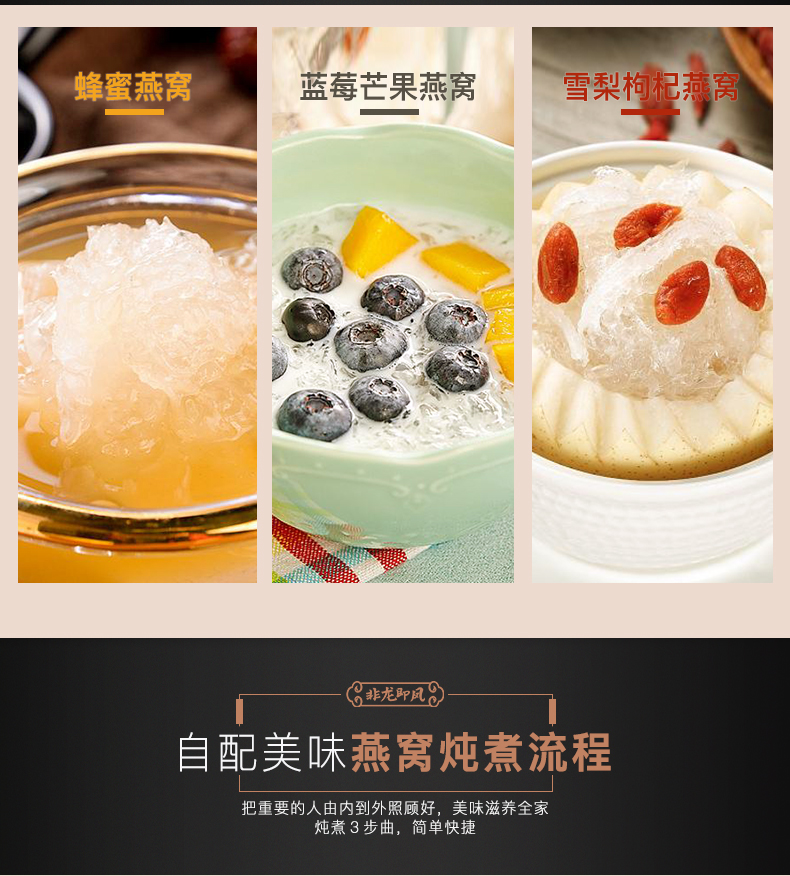 蜂蜜燕窝
蓝莓芒果燕窝
雪梨枸杞燕窝
非龙即凤
自配美味燕窝炖煮流程
把重要的人由内到外照顾好，美味滋养全家
炖煮3步曲，简单快捷